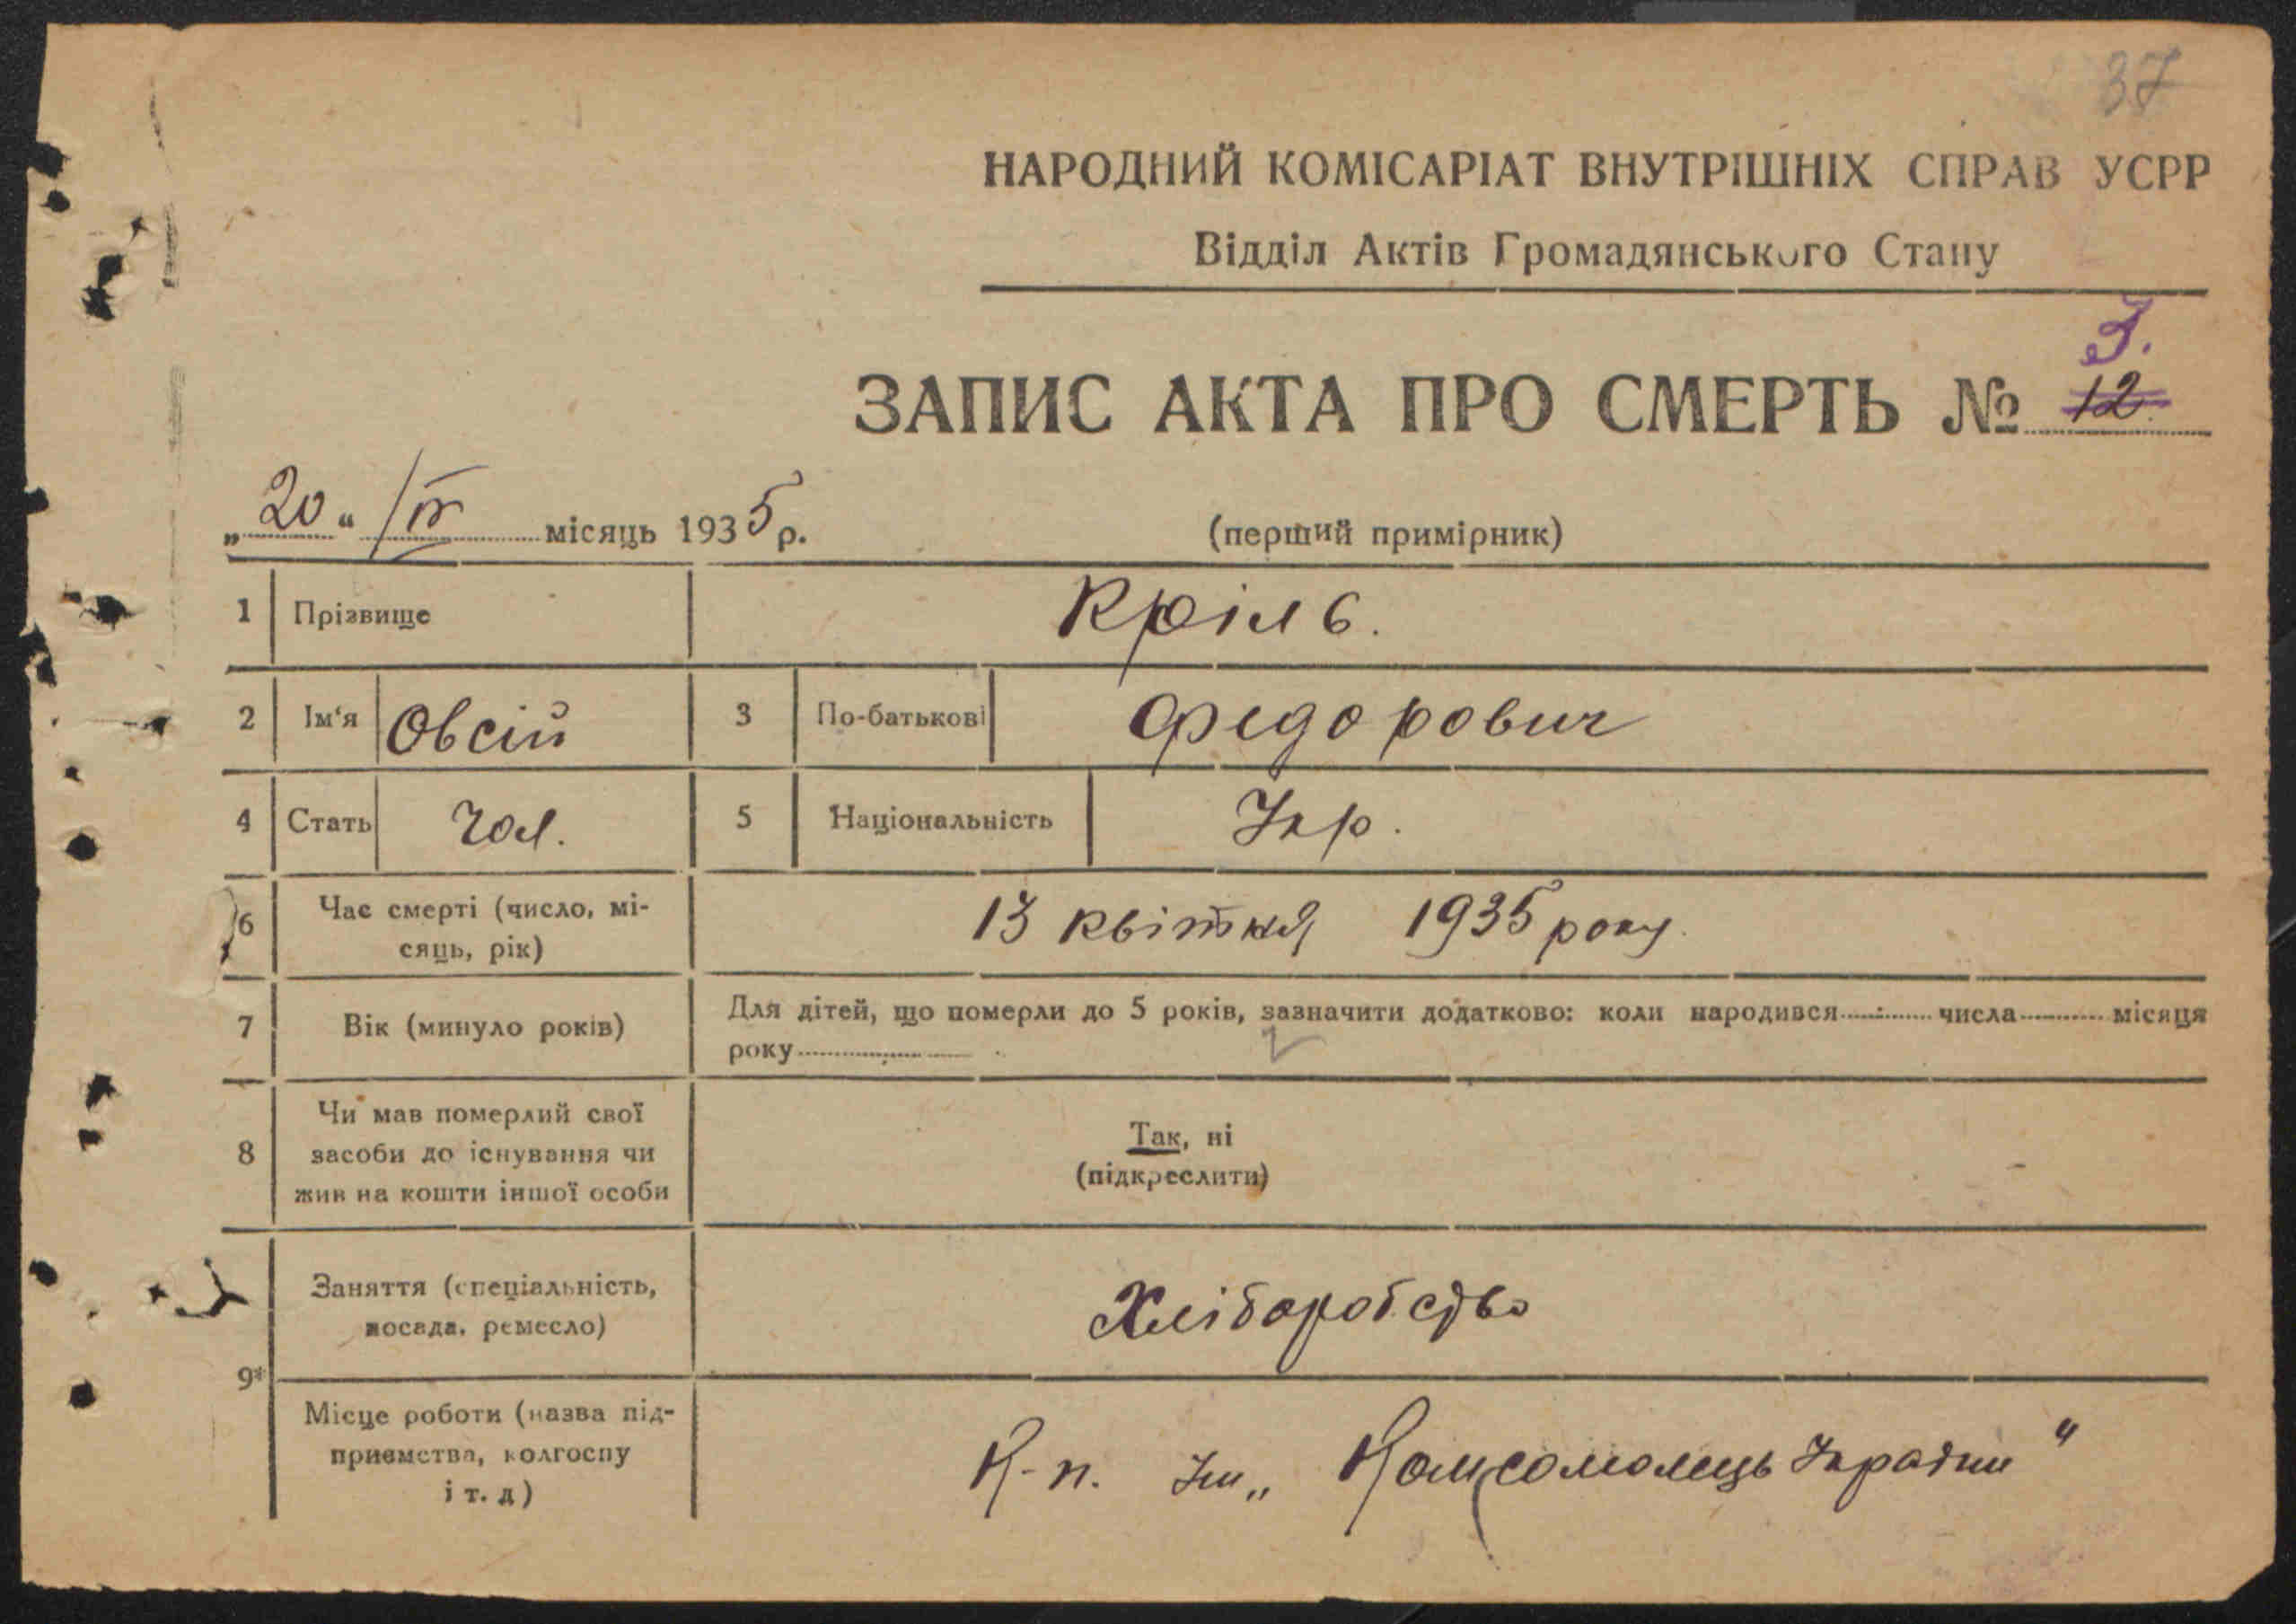 37
НАРОДНИЙ КОМІСАРІАТ ВНУТРІШНІХ СПРАВ УСРР
Відділ Актів Громадянського Стану
3.
ЗАПИС АКТА ПРО СМЕРТЬ № 12
„20“ /IV місяць 1935 р.
(перший примірник)
1 Прізвище Кріль.
2 Ім‘я Овсій 3 По-батькові Федорович
4 Стать Чол. 5 Національність Укр.
6 Час смерті (число, мі-
сяць, рік) 13 квітня 1935 року.
7 Вік (минуло років) Для дітей, що померли до 5 років, зазначити додатково: коли народився числа місяця
року
8 Чи мав померлий свої
засоби до існування чи
жив на кошти іншої особи
Так, ні
(підкреслити)
9* Заняття (спеціальність,
посада, ремесло) Хліборобство
Місце роботи (назва під-
приємства, колгоспу
і т. д) К-п. Ім „Комсомолець України“